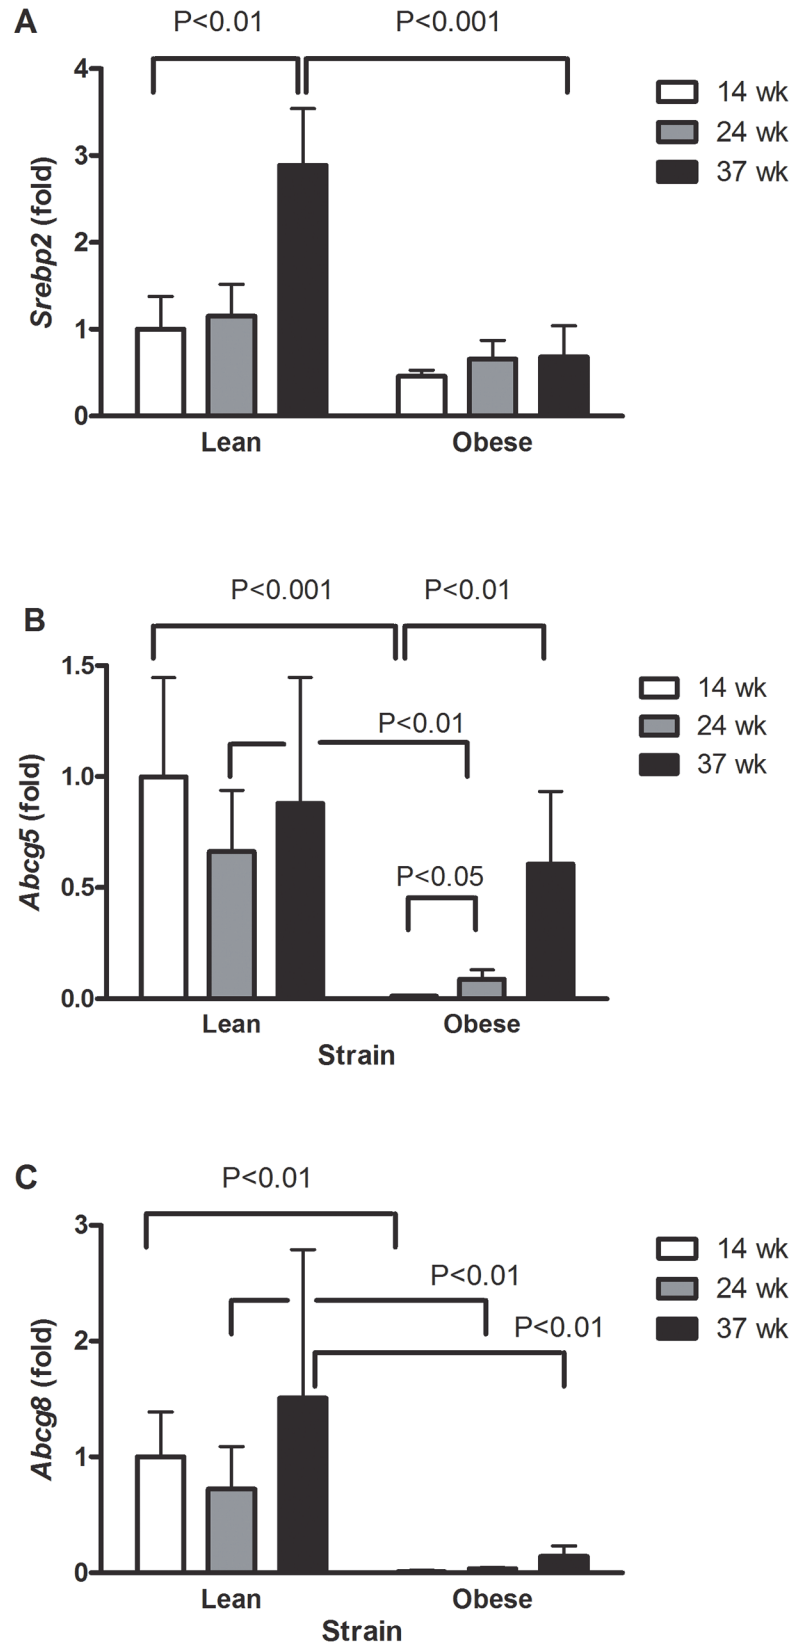 A
P<0.01
P<0.001
4
3
2
1
0
Srebp2 (fold)
14 wk
24 wk
37 wk
Lean
Obese
B
P<0.001
P<0.01
1.5
1.0
0.5
0.0
Abcg5 (fold)
P<0.01
P<0.05
14 wk
24 wk
37 wk
Lean
Obese
Strain
C
P<0.01
3
2
1
0
Abcg8 (fold)
P<0.01
P<0.01
14 wk
24 wk
37 wk
Lean
Obese
Strain